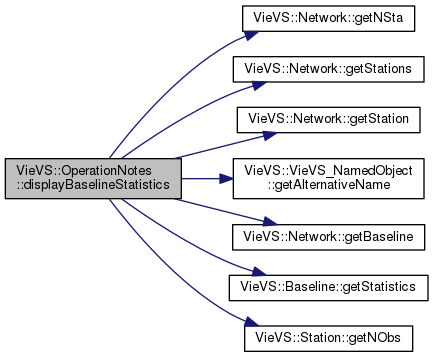 VieVS::Network::getNSta
VieVS::Network::getStations
VieVS::Network::getStation
VieVS::OperationNotes
::displayBaselineStatistics
VieVS::VieVS_NamedObject
::getAlternativeName
VieVS::Network::getBaseline
VieVS::Baseline::getStatistics
VieVS::Station::getNObs